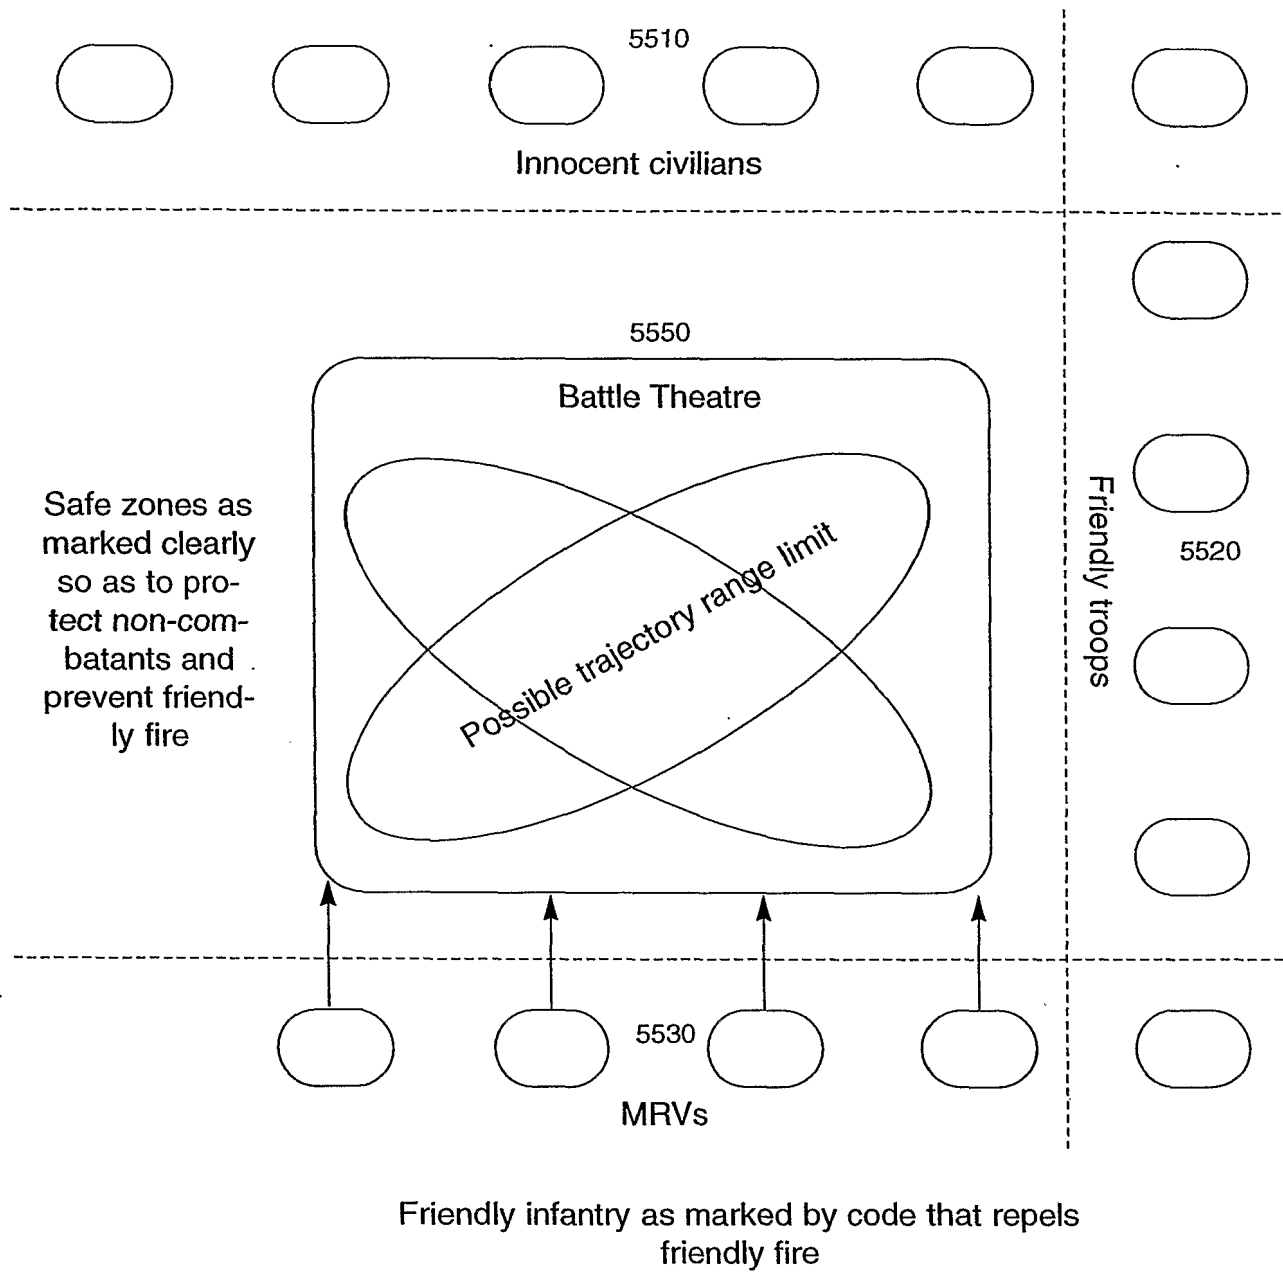 5510
Innocent civilians
5550
Battle Theatre
Safe zones as
marked clearly
so as to pro-
tect non-com-
batants and
prevent friend-
ly fire
Possible trajectory range limit
Friendly troops
5520
5530
MRVs
Friendly infantry as marked by code that repels
friendly fire